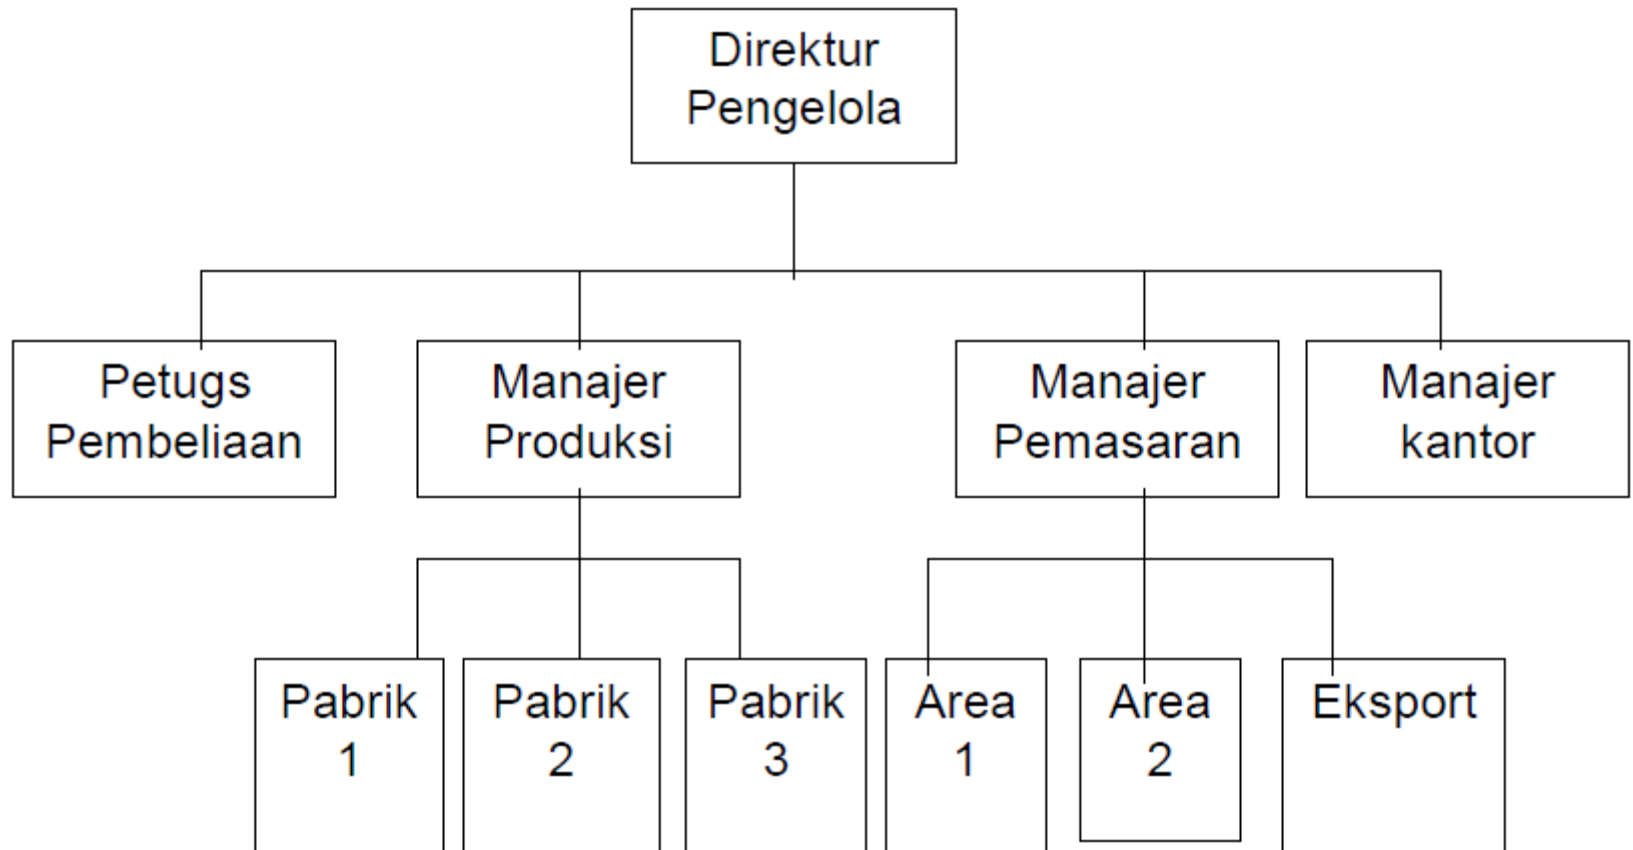 Direktur
Pengelola
Petugs
Pembeliaan
Manajer
Produksi
Manajer
Pemasaran
Manajer
kantor
Pabrik
1
Pabrik
2
Pabrik
3
Area
1
Area
2
Eksport